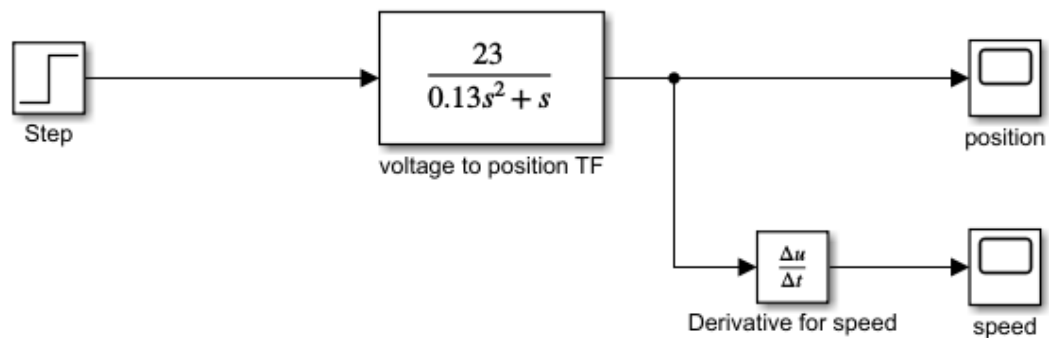 23
0.13s² + s
Step
voltage to position TF
position
Δu
Δt
Derivative for speed
speed